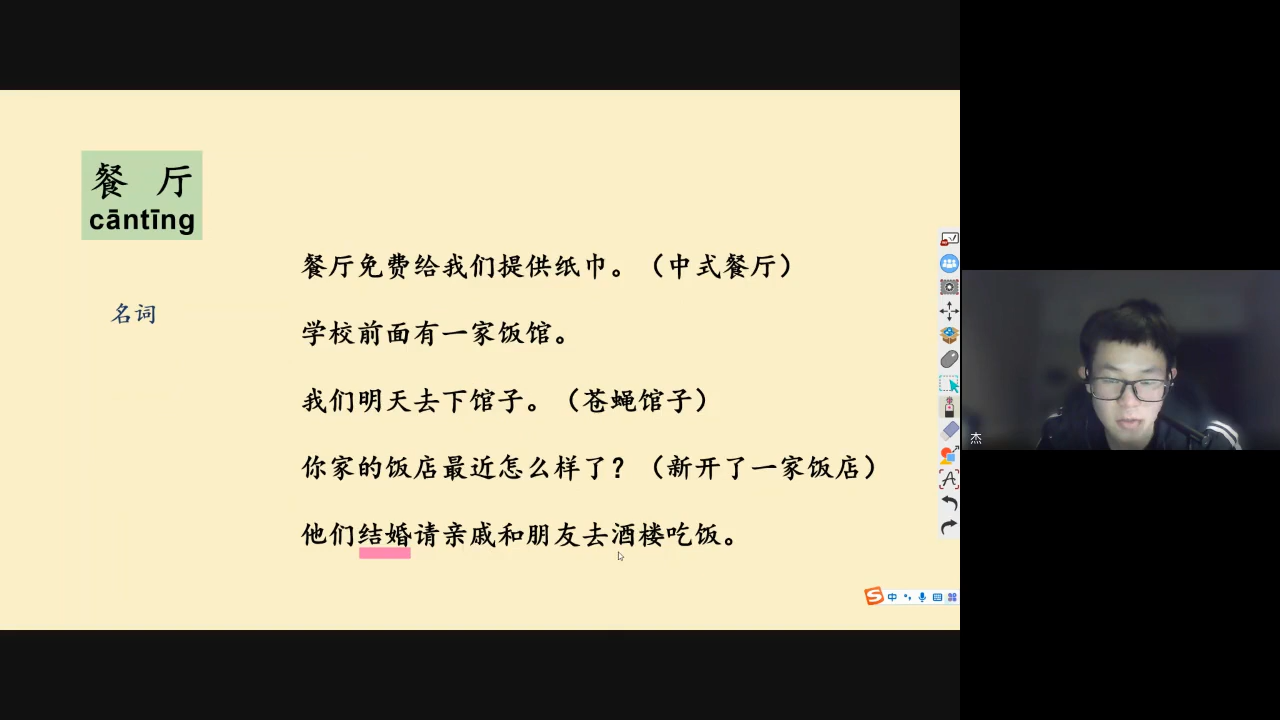 餐 厅
cāntīng
名词
餐厅免费给我们提供纸巾。（中式餐厅）
学校前面有一家饭馆。
我们明天去下馆子。（苍蝇馆子）
你家的饭店最近怎么样了？（新开了一家饭店）
他们结婚请亲戚和朋友去酒楼吃饭。
中
杰